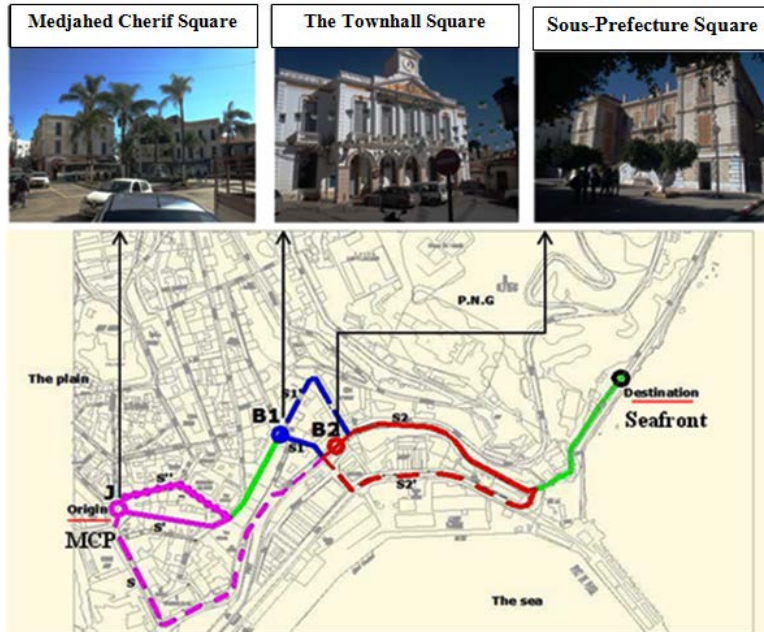 Medjahed Cherif Square
The Townhall Square
Sous-Prefecture Square
P.N.G
The plain
S1'
B1
B2
S2
S1
Destination
Seafront
S''
J
S2'
Origin
S'
MCP
S
The sea